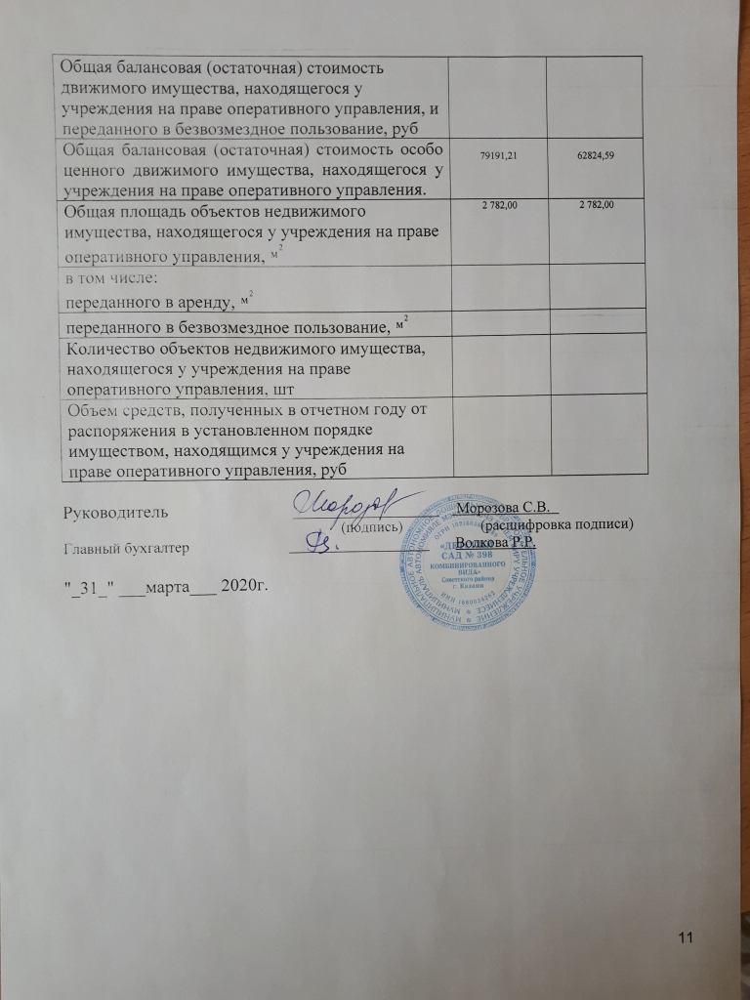 Общая балансовая (остаточная) стоимость
движимого имущества, находящегося у
учреждения на праве оперативного управления, и
переданного в безвозмездное пользование, руб
Общая балансовая (остаточная) стоимость особо
ценного движимого имущества, находящегося у
учреждения на праве оперативного управления.
79191,21 62824,59
Общая площадь объектов недвижимого
имущества, находящегося у учреждения на праве
оперативного управления, м²
2 782,00 2 782,00
в том числе:
переданного в аренду, м²
переданного в безвозмездное пользование, м²
Количество объектов недвижимого имущества,
находящегося у учреждения на праве
оперативного управления, шт
Объем средств, полученных в отчетном году от
распоряжения в установленном порядке
имуществом, находящимся у учреждения на
праве оперативного управления, руб
Руководитель Морозова С.В.
(подпись) (расшифровка подписи)
Главный бухгалтер Волкова Р.Р.
"_31_" ___марта___ 2020г.
САД № 398
КОМБИНИРОВАННОГО
ВИДА»
Советского района
г. Казани
11